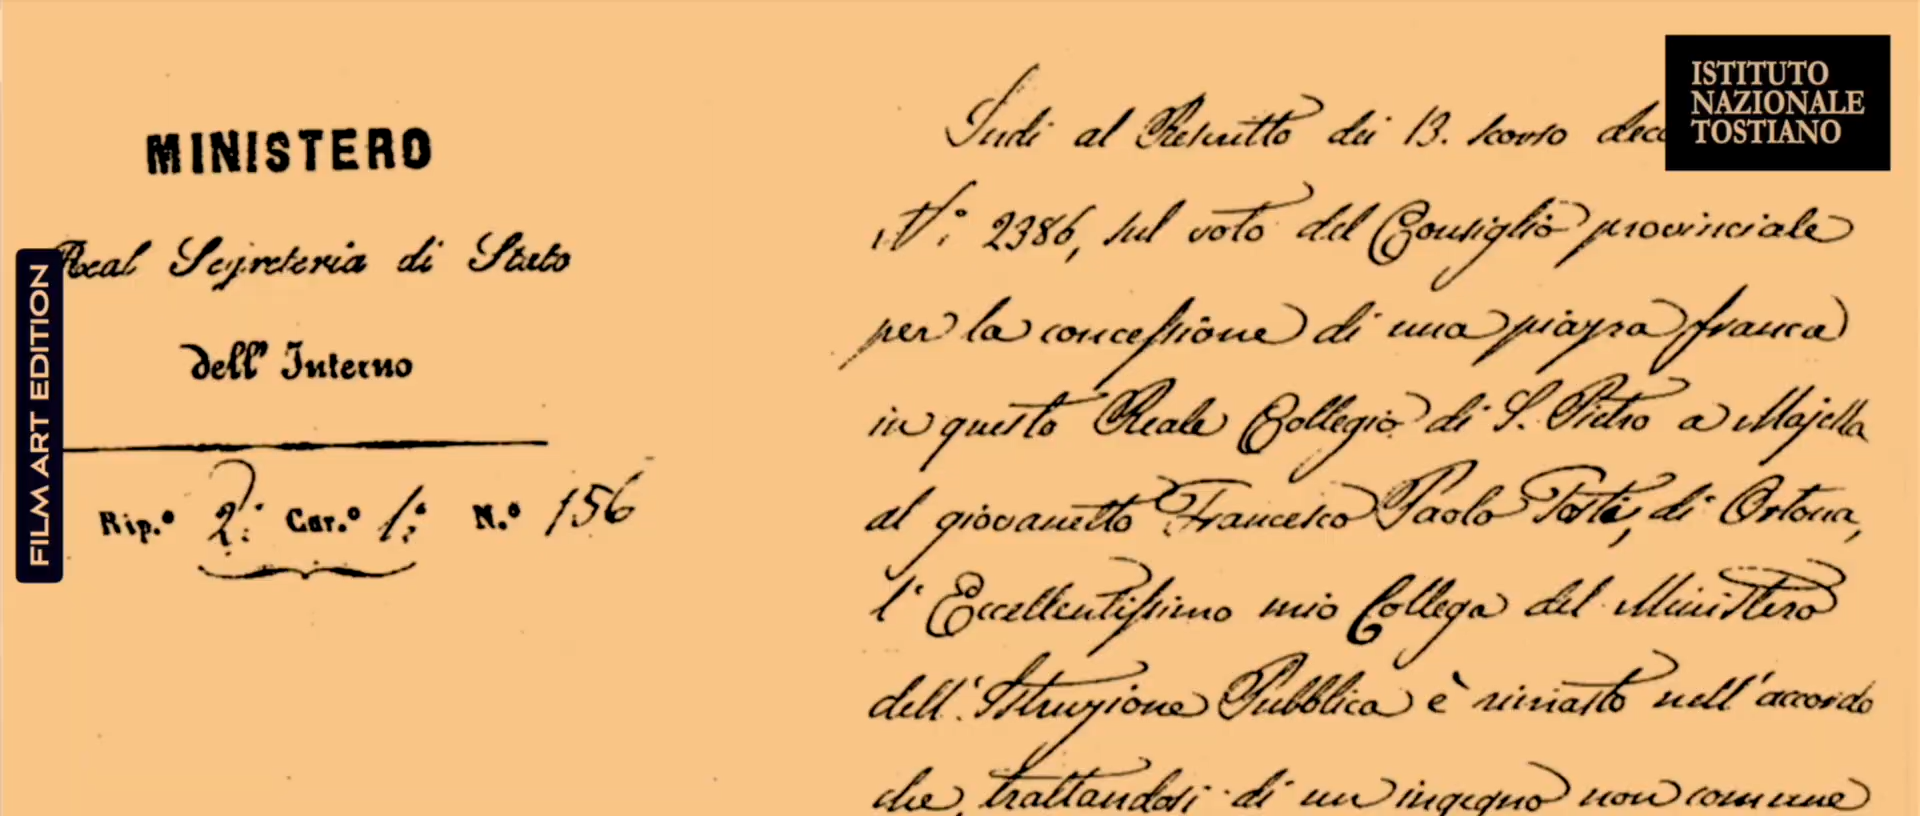 MINISTERO
Real Segreteria di Stato
dell' Interno
Rip.º 2.ª Car.º 1.º N.º 156
al Rescritto dei 13. scorso
N.º 2386, sul voto del Consiglio provinciale
per la concessione di una piazza franca
in questo Reale Collegio di S. Pietro a Majella
al giovanetto Francesco Paolo Tosti, di Ortona,
l'Eccellentissimo mio Collega del Ministero
dell'Istruzione Pubblica è rimasto nell'accordo
che, trattandosi di un ingegno non comune
ISTITUTO
NAZIONALE
TOSTIANO
FILM ART EDITION